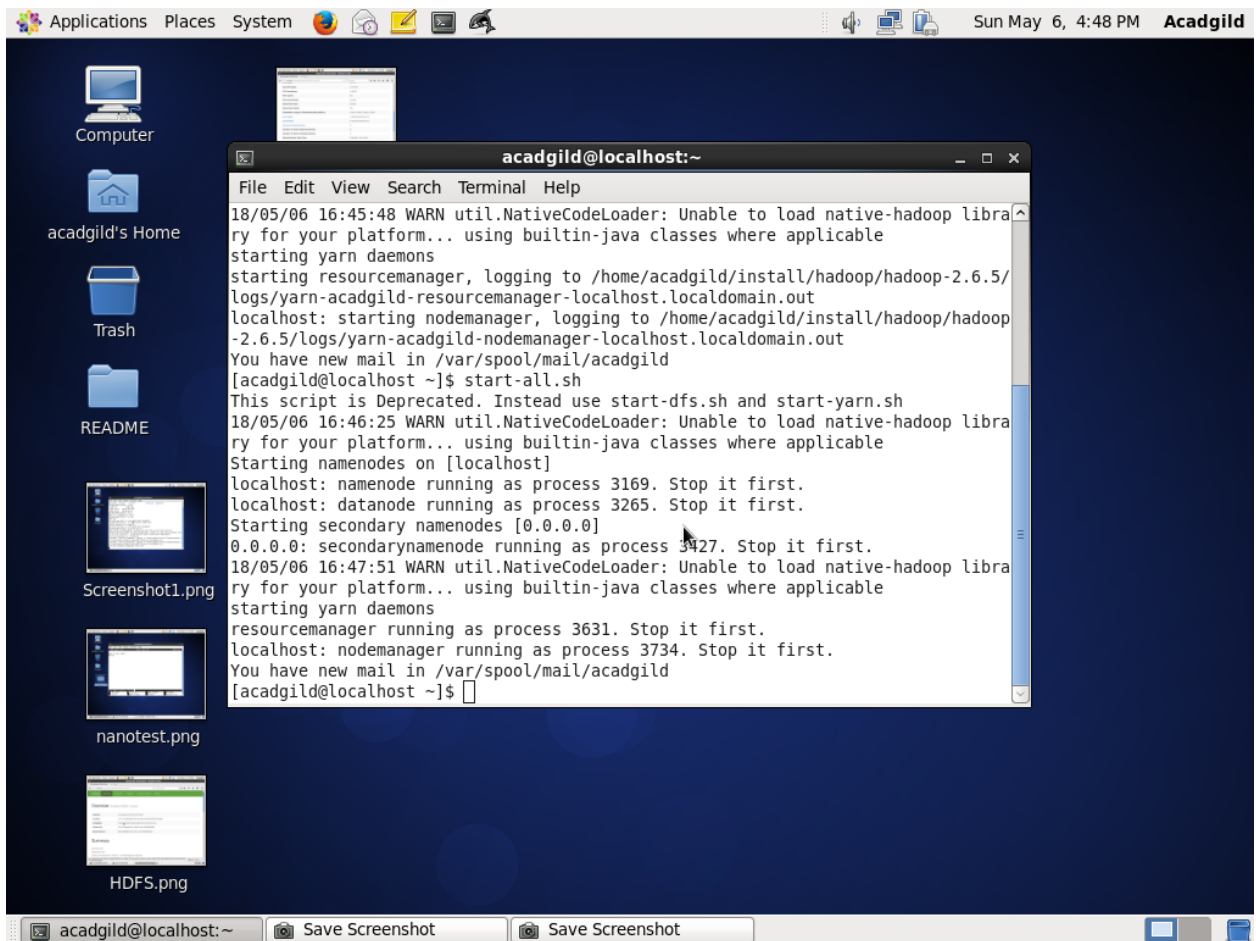 Applications Places System Sun May 6, 4:48 PM Acadgild
Computer
acadgild's Home
Trash
README
Screenshot1.png
nanotest.png
HDFS.png
acadgild@localhost:~
File Edit View Search Terminal Help
18/05/06 16:45:48 WARN util.NativeCodeLoader: Unable to load native-hadoop libra
ry for your platform... using builtin-java classes where applicable
starting yarn daemons
starting resourcemanager, logging to /home/acadgild/install/hadoop/hadoop-2.6.5/
logs/yarn-acadgild-resourcemanager-localhost.localdomain.out
localhost: starting nodemanager, logging to /home/acadgild/install/hadoop/hadoop
-2.6.5/logs/yarn-acadgild-nodemanager-localhost.localdomain.out
You have new mail in /var/spool/mail/acadgild
[acadgild@localhost ~]$ start-all.sh
This script is Deprecated. Instead use start-dfs.sh and start-yarn.sh
18/05/06 16:46:25 WARN util.NativeCodeLoader: Unable to load native-hadoop libra
ry for your platform... using builtin-java classes where applicable
Starting namenodes on [localhost]
localhost: namenode running as process 3169. Stop it first.
localhost: datanode running as process 3265. Stop it first.
Starting secondary namenodes [0.0.0.0]
0.0.0.0: secondarynamenode running as process 3427. Stop it first.
18/05/06 16:47:51 WARN util.NativeCodeLoader: Unable to load native-hadoop libra
ry for your platform... using builtin-java classes where applicable
starting yarn daemons
resourcemanager running as process 3631. Stop it first.
localhost: nodemanager running as process 3734. Stop it first.
You have new mail in /var/spool/mail/acadgild
[acadgild@localhost ~]$
acadgild@localhost:~ Save Screenshot Save Screenshot